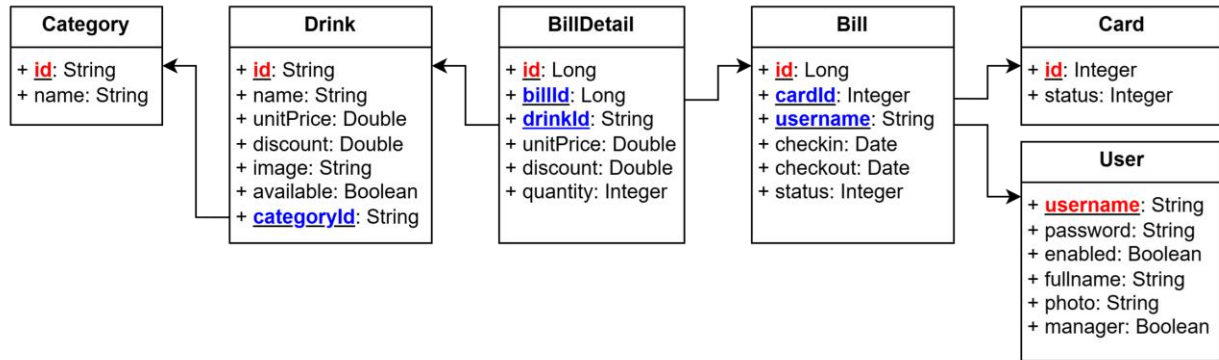 Category
+ id: String
+ name: String
Drink
+ id: String
+ name: String
+ unitPrice: Double
+ discount: Double
+ image: String
+ available: Boolean
+ categoryId: String
BillDetail
+ id: Long
+ billId: Long
+ drinkId: String
+ unitPrice: Double
+ discount: Double
+ quantity: Integer
Bill
+ id: Long
+ cardId: Integer
+ username: String
+ checkin: Date
+ checkout: Date
+ status: Integer
Card
+ id: Integer
+ status: Integer
User
+ username: String
+ password: String
+ enabled: Boolean
+ fullname: String
+ photo: String
+ manager: Boolean